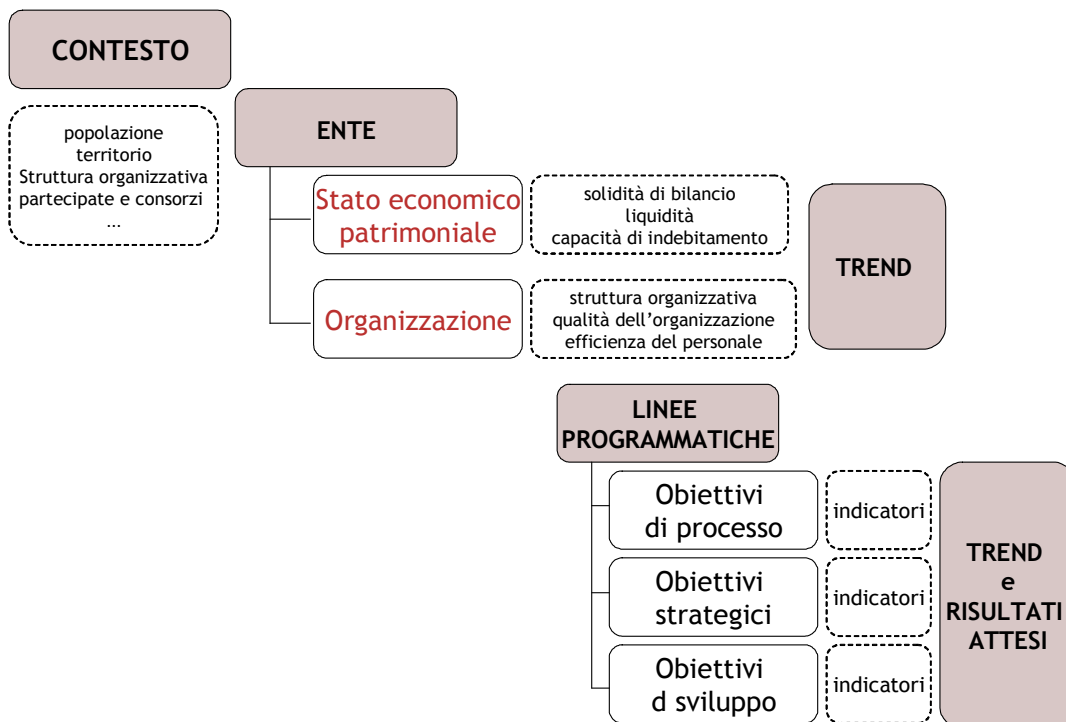 CONTESTO
popolazione
territorio
Struttura organizzativa
partecipate e consorzi
...
ENTE
Stato economico
patrimoniale
solidità di bilancio
liquidità
capacità di indebitamento
Organizzazione
struttura organizzativa
qualità dell’organizzazione
efficienza del personale
TREND
LINEE
PROGRAMMATICHE
Obiettivi
di processo
indicatori
Obiettivi
strategici
indicatori
Obiettivi
d sviluppo
indicatori
TREND
e
RISULTATI
ATTESI